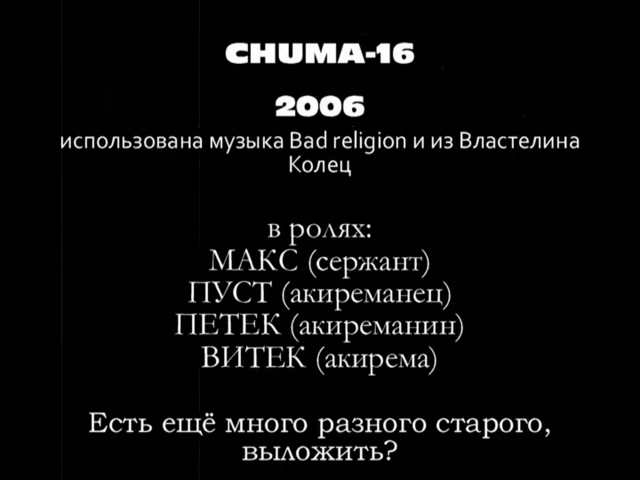 CHUMA-16
2006
использована музыка Bad religion и из Властелина
Колец
в ролях:
МАКС (сержант)
ПУСТ (акиреманец)
ПЕТЕК (акиреманин)
ВИТЕК (акирема)
Есть ещё много разного старого,
выложить?